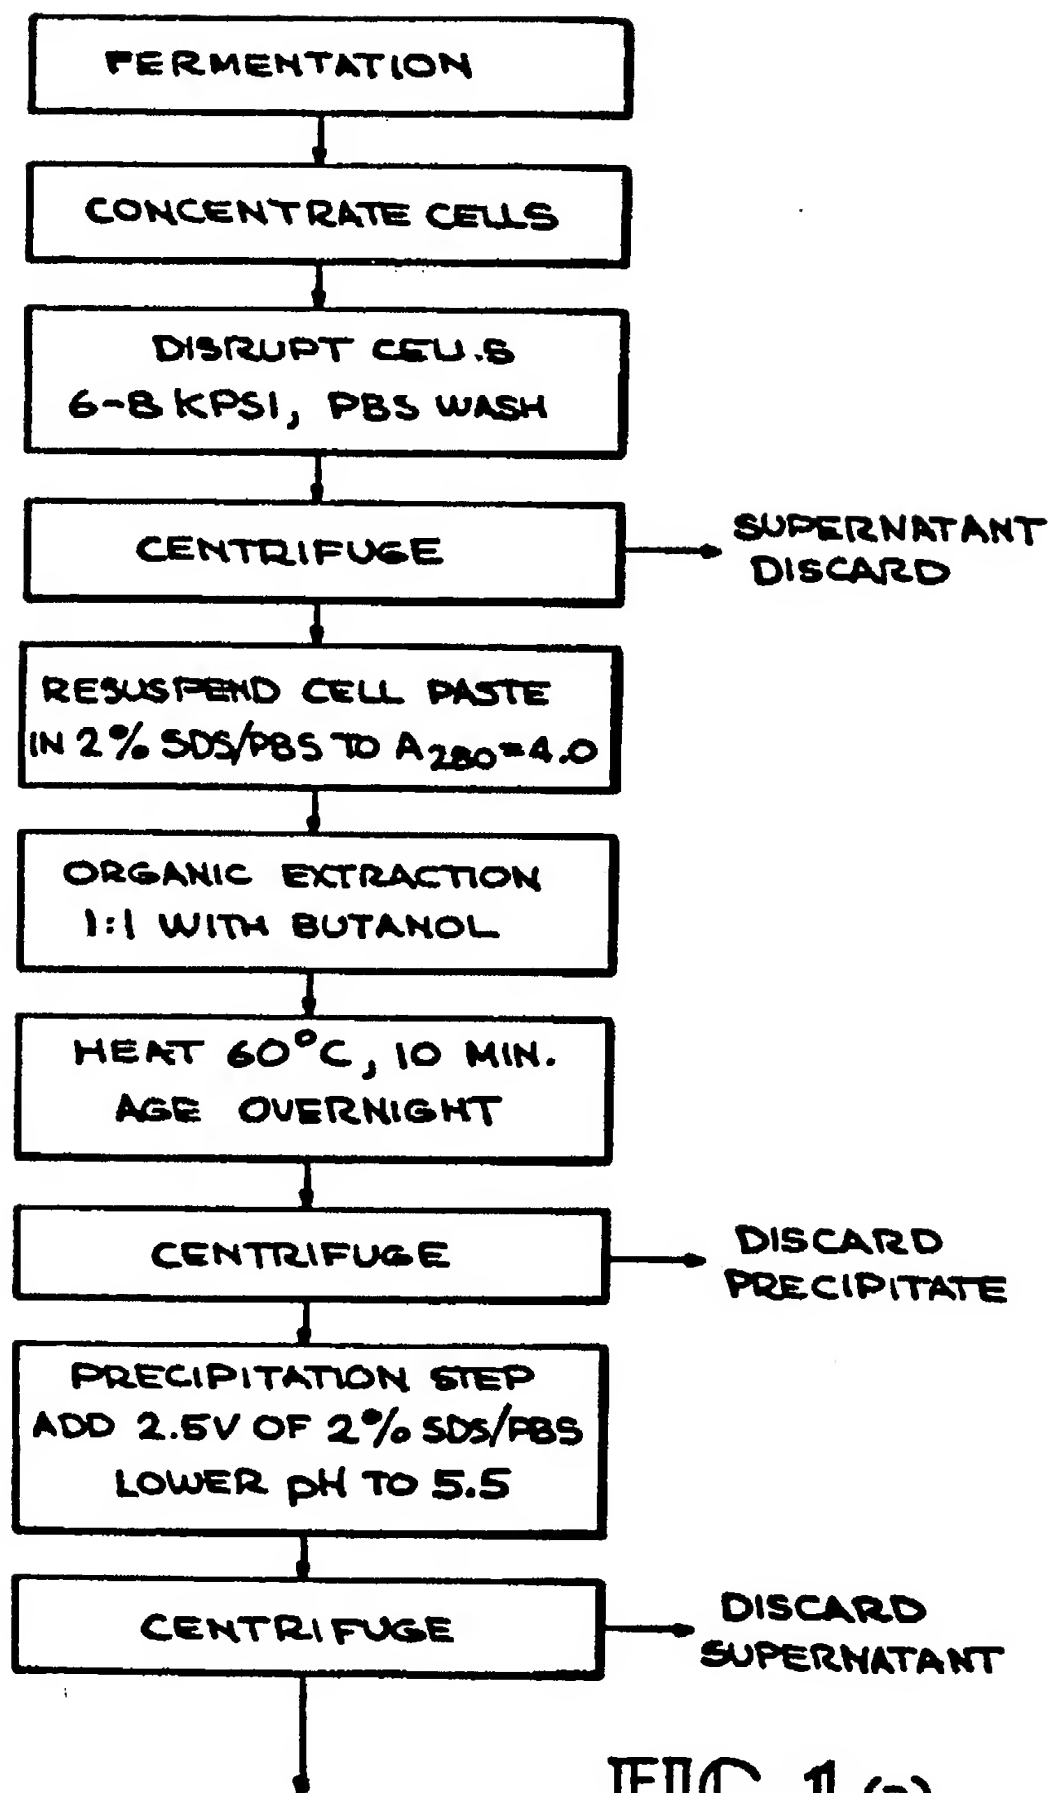 FERMENTATION
CONCENTRATE CELLS
DISRUPT CELLS
6-8 KPSI, PBS WASH
CENTRIFUGE
SUPERNATANT
DISCARD
RESUSPEND CELL PASTE
IN 2% SDS/PBS TO A280=4.0
ORGANIC EXTRACTION
1:1 WITH BUTANOL
HEAT 60°C, 10 MIN.
AGE OVERNIGHT
CENTRIFUGE
DISCARD
PRECIPITATE
PRECIPITATION STEP
ADD 2.5V OF 2% SDS/PBS
LOWER pH TO 5.5
CENTRIFUGE
DISCARD
SUPERNATANT